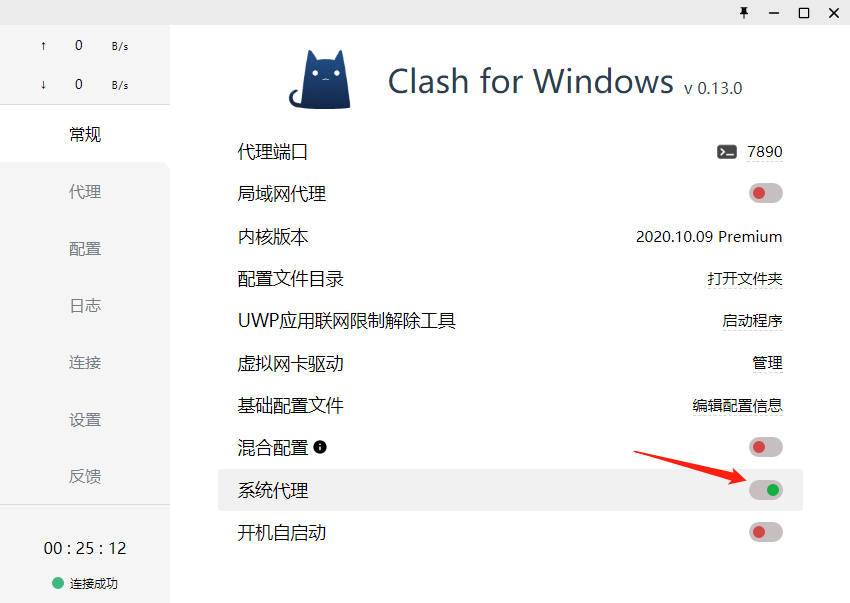 ↑ 0 B/s
↓ 0 B/s
常规
代理
配置
日志
连接
设置
反馈
00 : 25 : 12
连接成功
Clash for Windows v 0.13.0
代理端口 7890
局域网代理
内核版本 2020.10.09 Premium
配置文件目录 打开文件夹
UWP应用联网限制解除工具 启动程序
虚拟网卡驱动 管理
基础配置文件 编辑配置信息
混合配置
系统代理
开机自启动